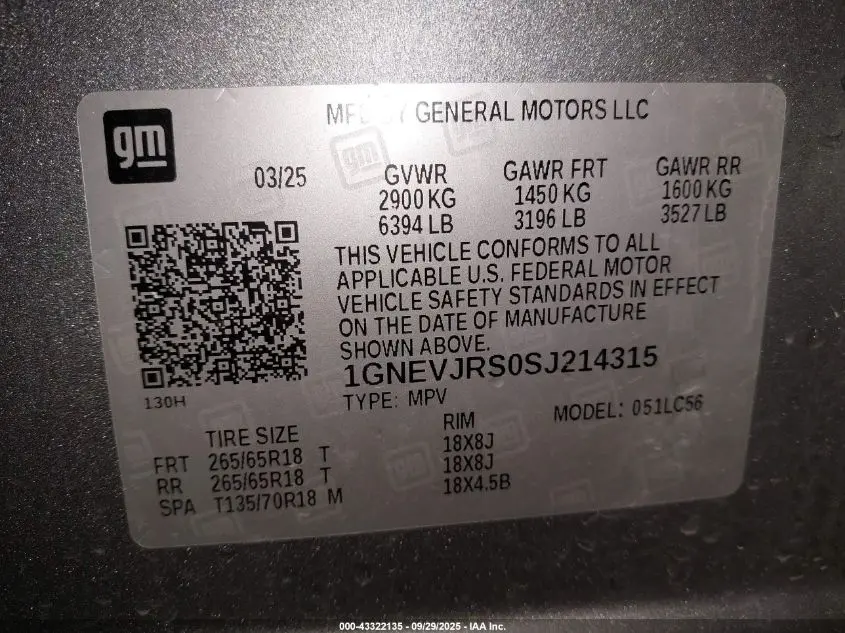 gm
MFD BY GENERAL MOTORS LLC
03/25
GVWR GAWR FRT GAWR RR
2900 KG 1450 KG 1600 KG
6394 LB 3196 LB 3527 LB
THIS VEHICLE CONFORMS TO ALL
APPLICABLE U.S. FEDERAL MOTOR
VEHICLE SAFETY STANDARDS IN EFFECT
ON THE DATE OF MANUFACTURE
SHOWN ABOVE.
1GNEVJRS0SJ214315
130H
TYPE: MPV MODEL: 051LC56
TIRE SIZE RIM
FRT 265/65R18 T 18X8J
RR 265/65R18 T 18X8J
SPA T135/70R18 M 18X4.5B
000-43322135 - 09/29/2025 - IAA Inc.